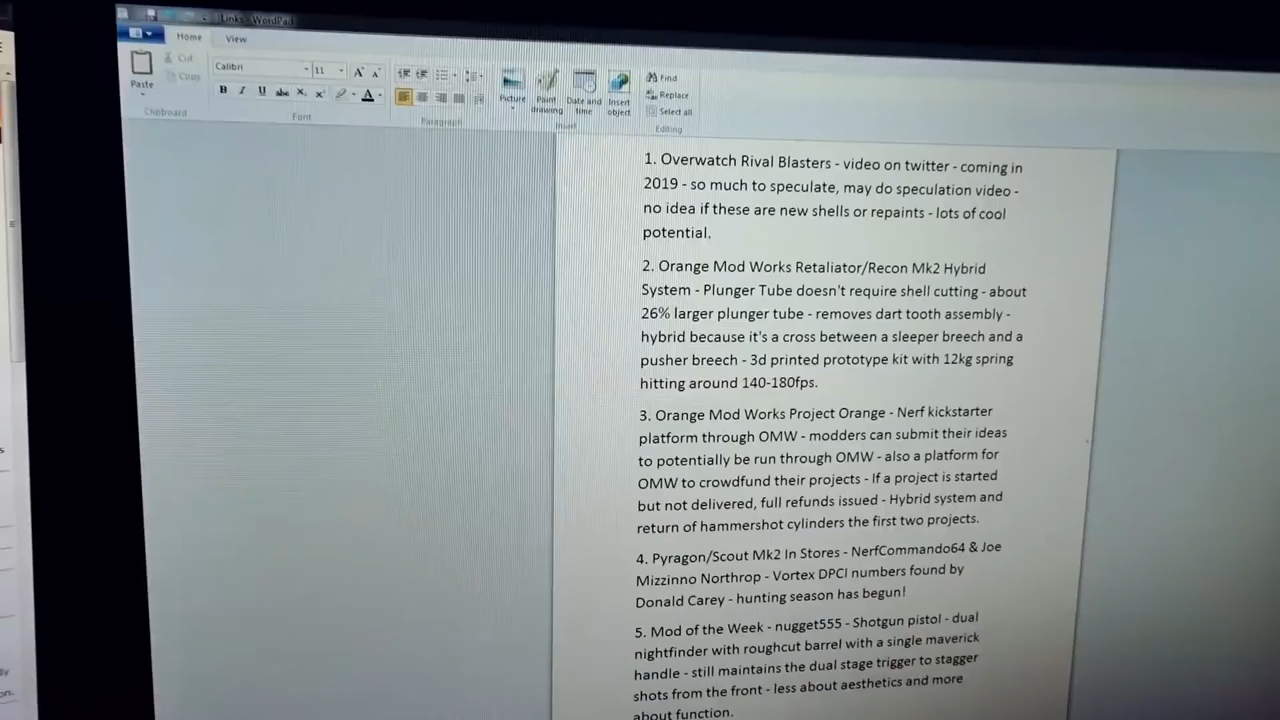 Links - WordPad
Home
View
Cut
Copy
Paste
Clipboard
Calibri
11
B I U abc X₂ X²
Font
Paragraph
Picture
Paint drawing
Date and time
Insert object
Insert
Find
Replace
Select all
Editing
1. Overwatch Rival Blasters - video on twitter - coming in
2019 - so much to speculate, may do speculation video -
no idea if these are new shells or repaints - lots of cool
potential.
2. Orange Mod Works Retaliator/Recon Mk2 Hybrid
System - Plunger Tube doesn't require shell cutting - about
26% larger plunger tube - removes dart tooth assembly -
hybrid because it's a cross between a sleeper breech and a
pusher breech - 3d printed prototype kit with 12kg spring
hitting around 140-180fps.
3. Orange Mod Works Project Orange - Nerf kickstarter
platform through OMW - modders can submit their ideas
to potentially be run through OMW - also a platform for
OMW to crowdfund their projects - If a project is started
but not delivered, full refunds issued - Hybrid system and
return of hammershot cylinders the first two projects.
4. Pyragon/Scout Mk2 In Stores - NerfCommando64 & Joe
Mizzinno Northrop - Vortex DPCI numbers found by
Donald Carey - hunting season has begun!
5. Mod of the Week - nugget555 - Shotgun pistol - dual
nightfinder with roughcut barrel with a single maverick
handle - still maintains the dual stage trigger to stagger
shots from the front - less about aesthetics and more
about function.